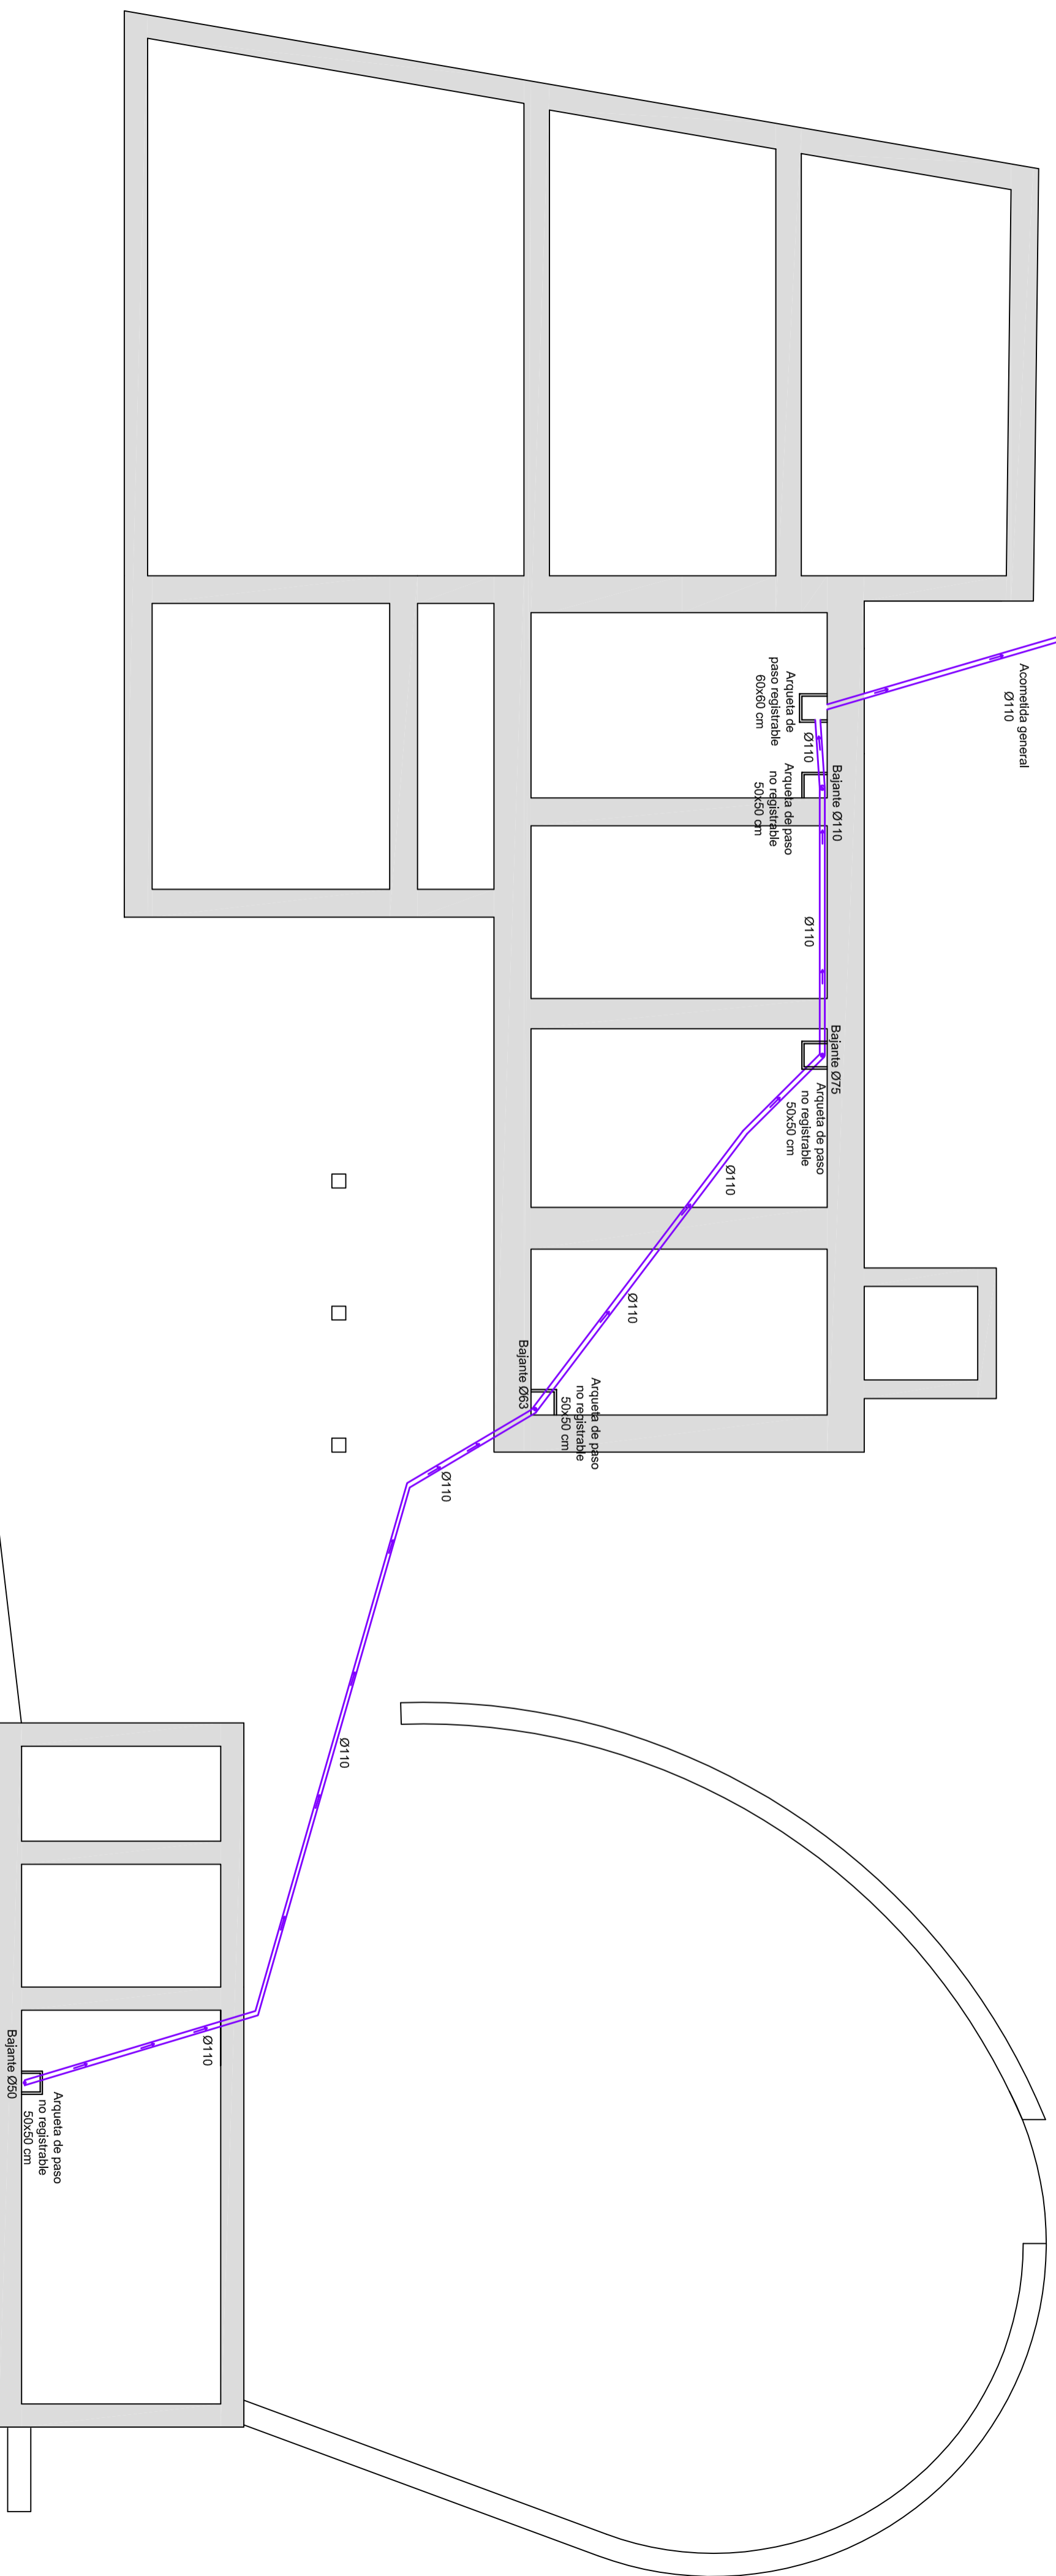 Acometida general
Ø110
Arqueta de
paso registrable
60x60 cm
Ø110
Bajante Ø110
Arqueta de paso
no registrable
50x50 cm
Ø110
Bajante Ø75
Arqueta de paso
no registrable
50x50 cm
Ø110
Ø110
Bajante Ø63
Arqueta de paso
no registrable
50x50 cm
Ø110
Ø110
Ø110
Bajante Ø50
Arqueta de paso
no registrable
50x50 cm